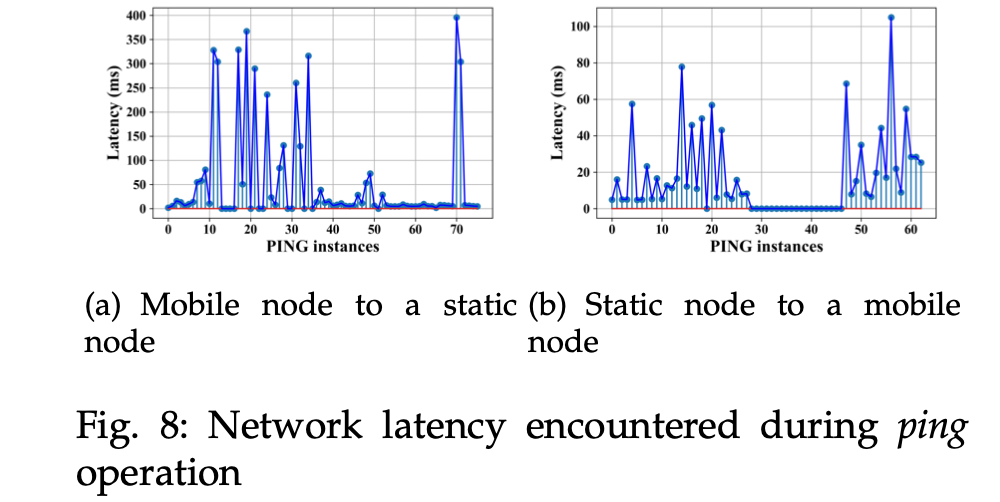 400
350
300
250
200
150
100
50
0
Latency (ms)
0 10 20 30 40 50 60 70
PING instances
100
80
60
40
20
0
Latency (ms)
0 10 20 30 40 50 60
PING instances
(a) Mobile node to a static
node
(b) Static node to a mobile
node
Fig. 8: Network latency encountered during ping
operation